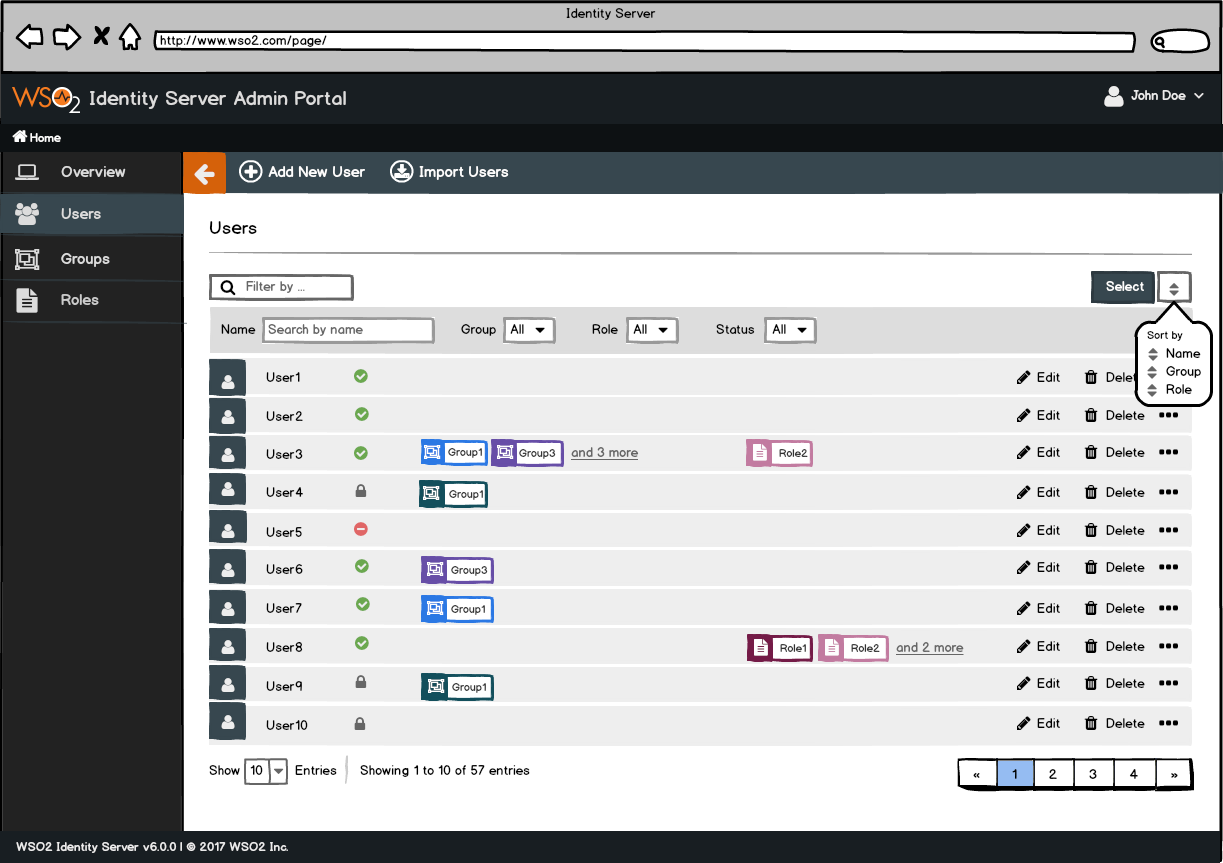 Identity Server
http://www.wso2.com/page/
WSO2 Identity Server Admin Portal
John Doe
Home
Overview
Users
Groups
Roles
Add New User
Import Users
Users
Filter by ...
Select
Sort by
Name
Group
Role
Name
Search by name
Group
All
Role
All
Status
All
User1 Edit Delet
User2 Edit Delete
User3 Group1 Group3 and 3 more Role2 Edit Delete
User4 Group1 Edit Delete
User5 Edit Delete
User6 Group3 Edit Delete
User7 Group1 Edit Delete
User8 Role1 Role2 and 2 more Edit Delete
User9 Group1 Edit Delete
User10 Edit Delete
Show 10 Entries
Showing 1 to 10 of 57 entries
« 1 2 3 4 »
WSO2 Identity Server v6.0.0 | © 2017 WSO2 Inc.